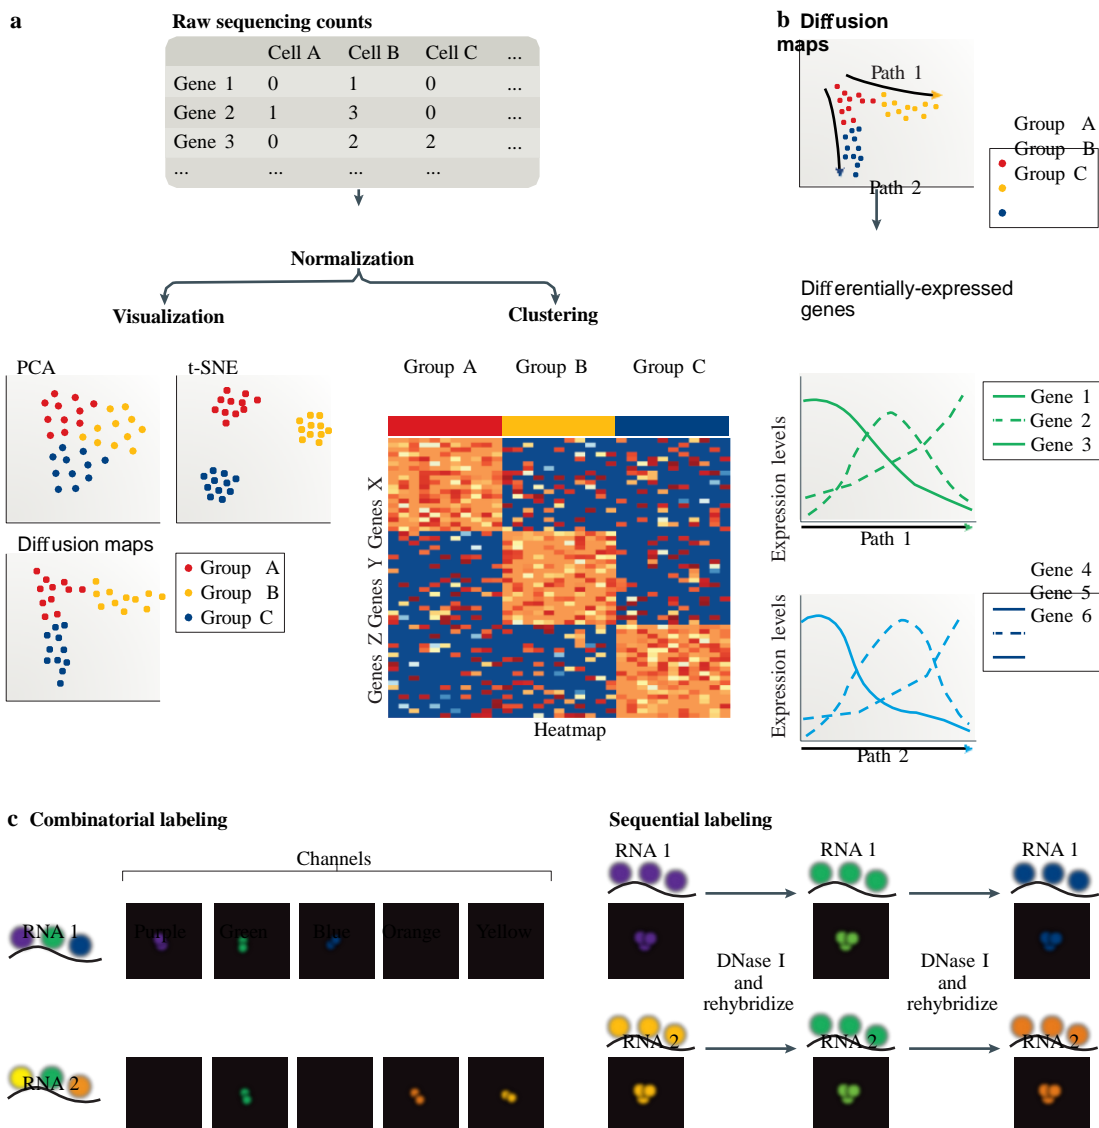 a
Raw sequencing counts
Cell A Cell B Cell C ...
Gene 1 0 1 0 ...
Gene 2 1 3 0 ...
Gene 3 0 2 2 ...
... ... ... ...
Normalization
Visualization
Clustering
PCA
t-SNE
Diffusion maps
Group A
Group B
Group C
Group A Group B Group C
Genes X
Genes Y
Genes Z
Heatmap
b Diffusion
maps
Path 1
Path 2
Group A
Group B
Group C
Differentially-expressed
genes
Expression levels
Path 1
Gene 1
Gene 2
Gene 3
Expression levels
Path 2
Gene 4
Gene 5
Gene 6
c Combinatorial labeling
Channels
RNA 1
Purple Green Blue Orange Yellow
RNA 2
Sequential labeling
RNA 1 RNA 1 RNA 1
DNase I
and
rehybridize
DNase I
and
rehybridize
RNA 2 RNA 2 RNA 2